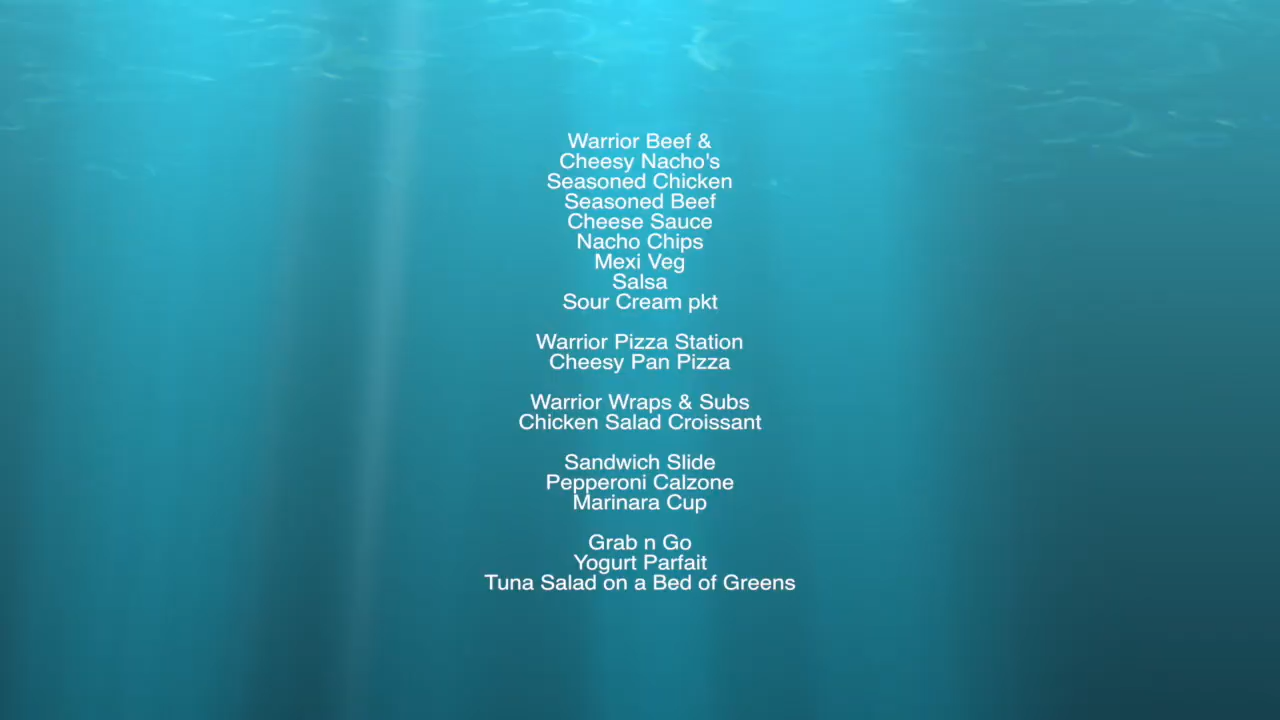 Warrior Beef &
Cheesy Nacho's
Seasoned Chicken
Seasoned Beef
Cheese Sauce
Nacho Chips
Mexi Veg
Salsa
Sour Cream pkt
Warrior Pizza Station
Cheesy Pan Pizza
Warrior Wraps & Subs
Chicken Salad Croissant
Sandwich Slide
Pepperoni Calzone
Marinara Cup
Grab n Go
Yogurt Parfait
Tuna Salad on a Bed of Greens